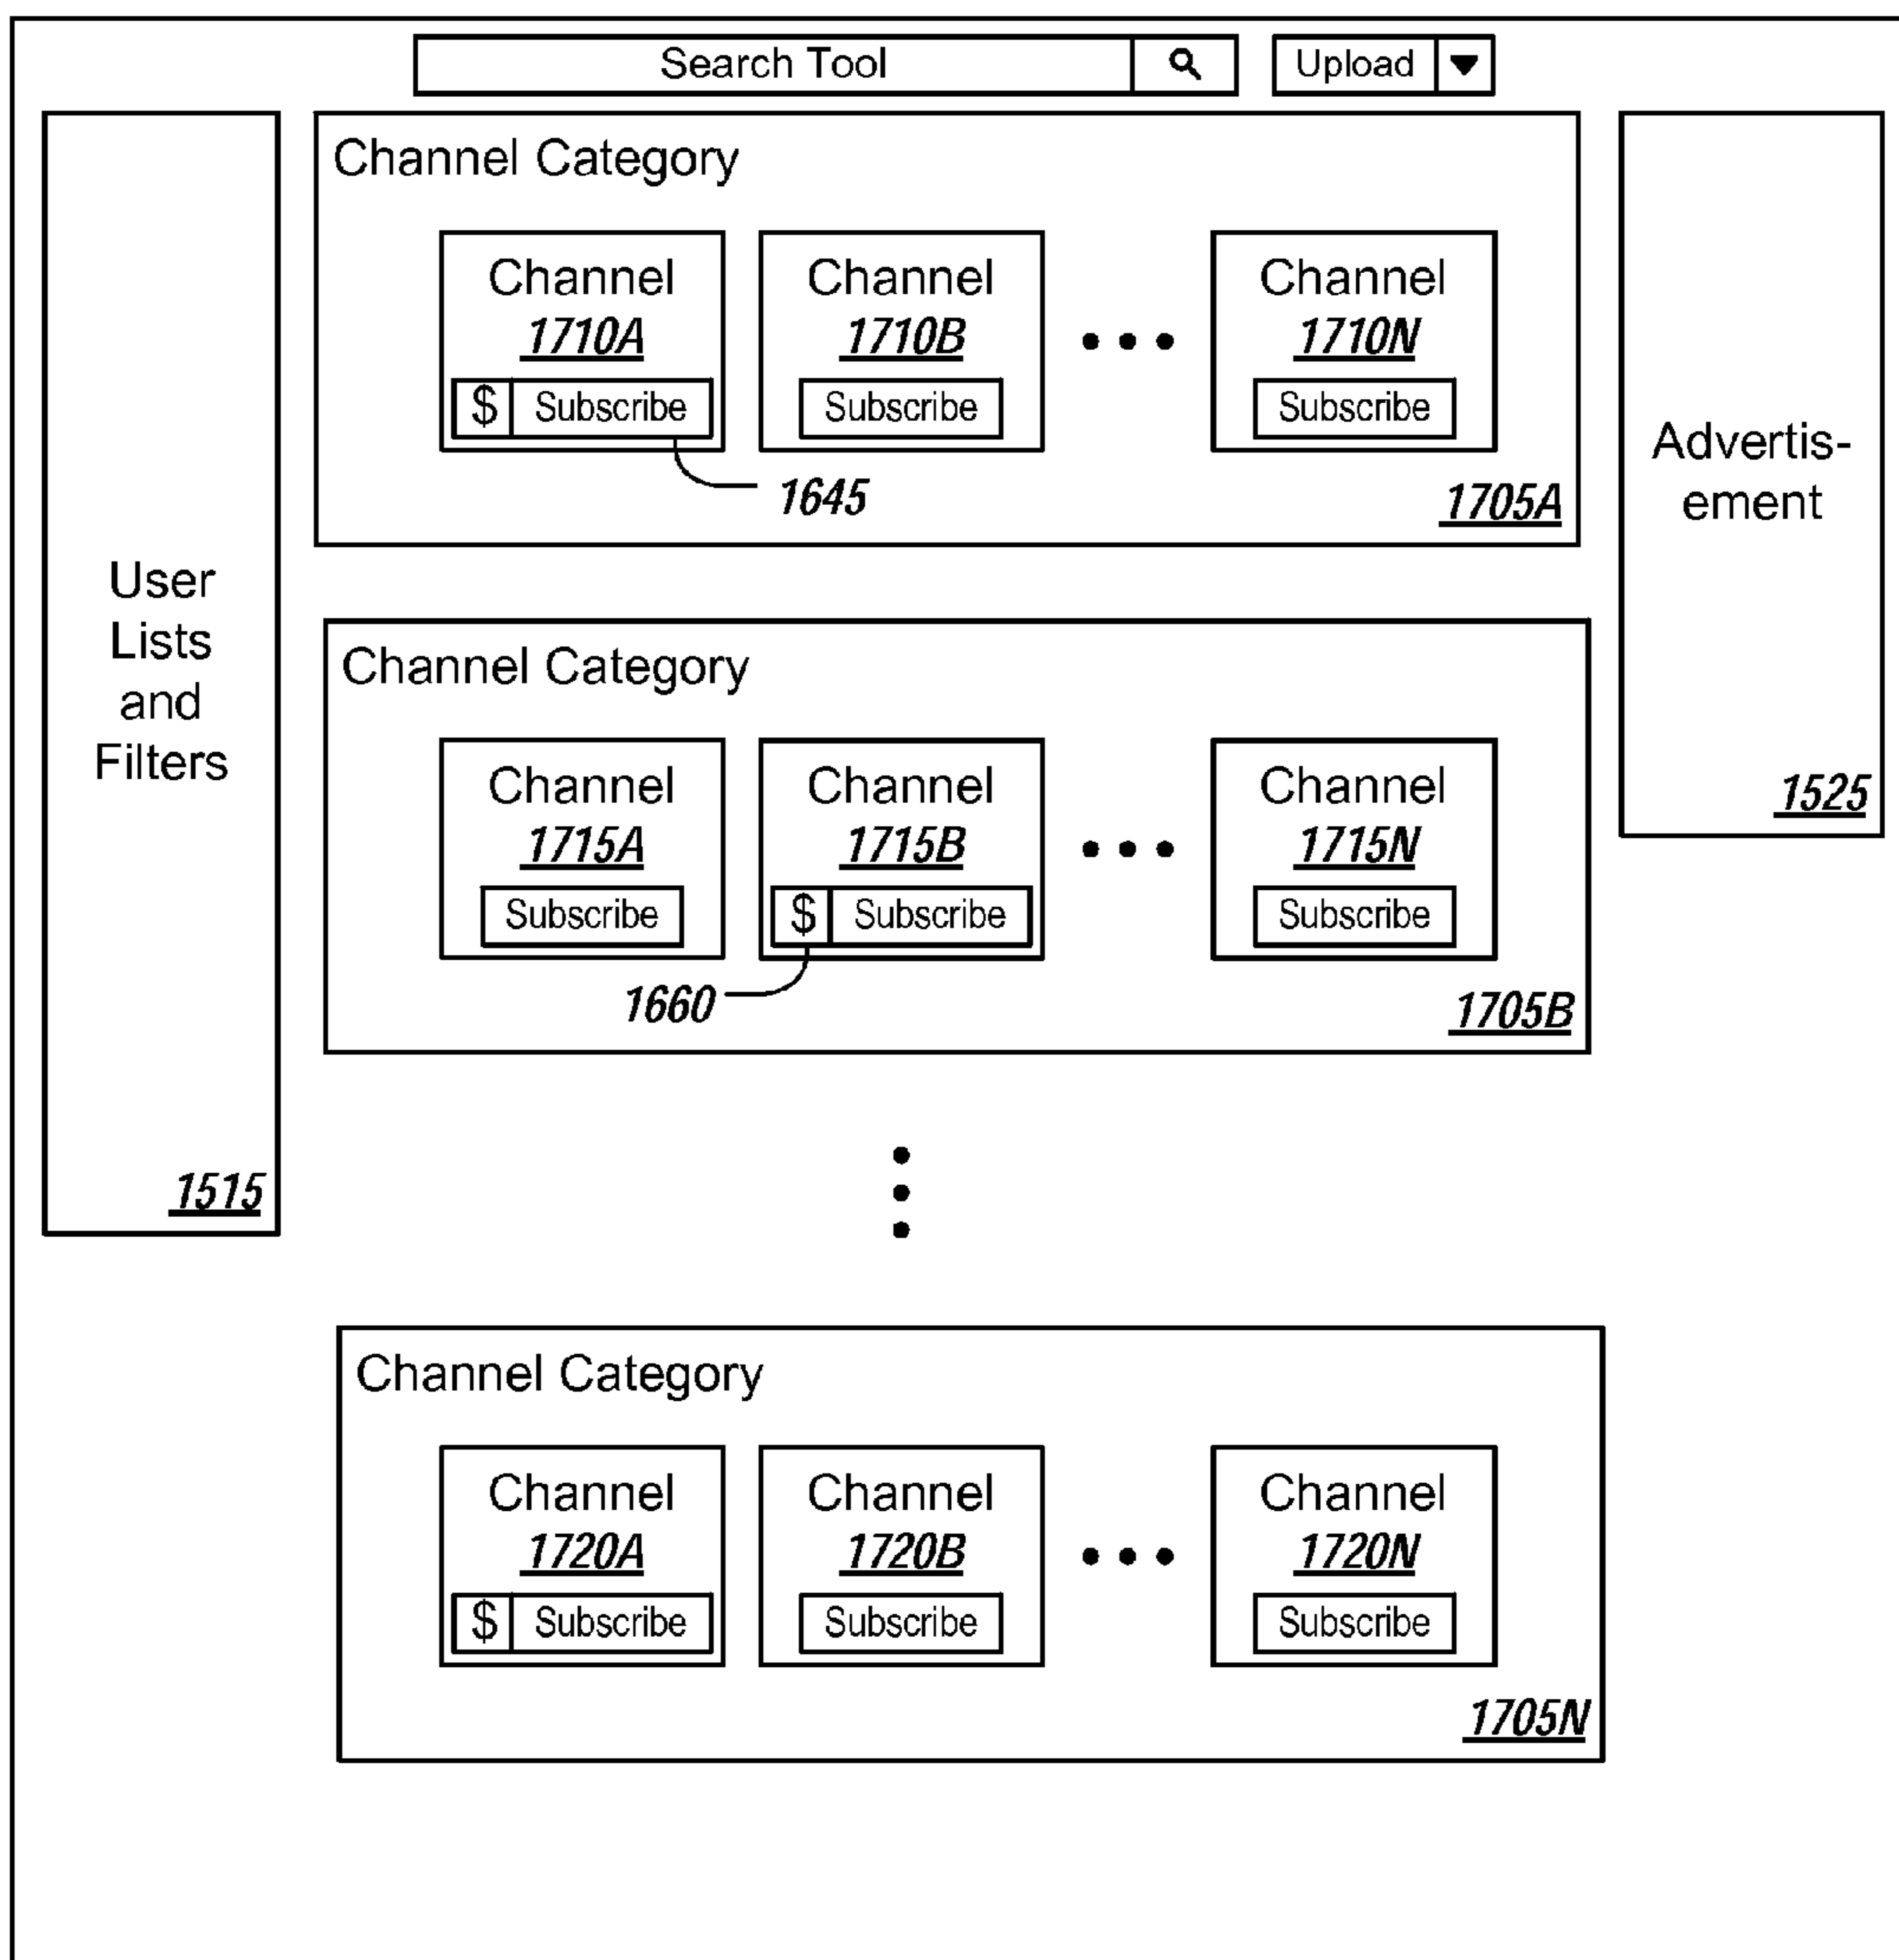 Search Tool
Upload
User
Lists
and
Filters
1515
Channel Category
Channel
1710A
$ Subscribe
1645
Channel
1710B
Subscribe
Channel
1710N
Subscribe
1705A
Advertis-
ement
1525
Channel Category
Channel
1715A
Subscribe
Channel
1715B
$ Subscribe
1660
Channel
1715N
Subscribe
1705B
Channel Category
Channel
1720A
$ Subscribe
Channel
1720B
Subscribe
Channel
1720N
Subscribe
1705N